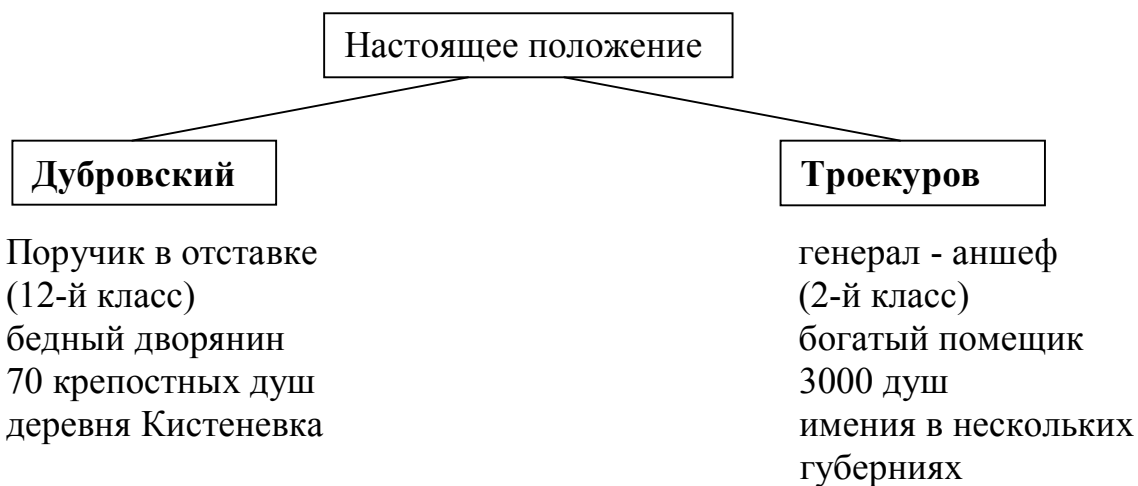 Настоящее положение
Дубровский
Поручик в отставке
(12-й класс)
бедный дворянин
70 крепостных душ
деревня Кистеневка
Троекуров
генерал - аншеф
(2-й класс)
богатый помещик
3000 душ
имения в нескольких
губерниях